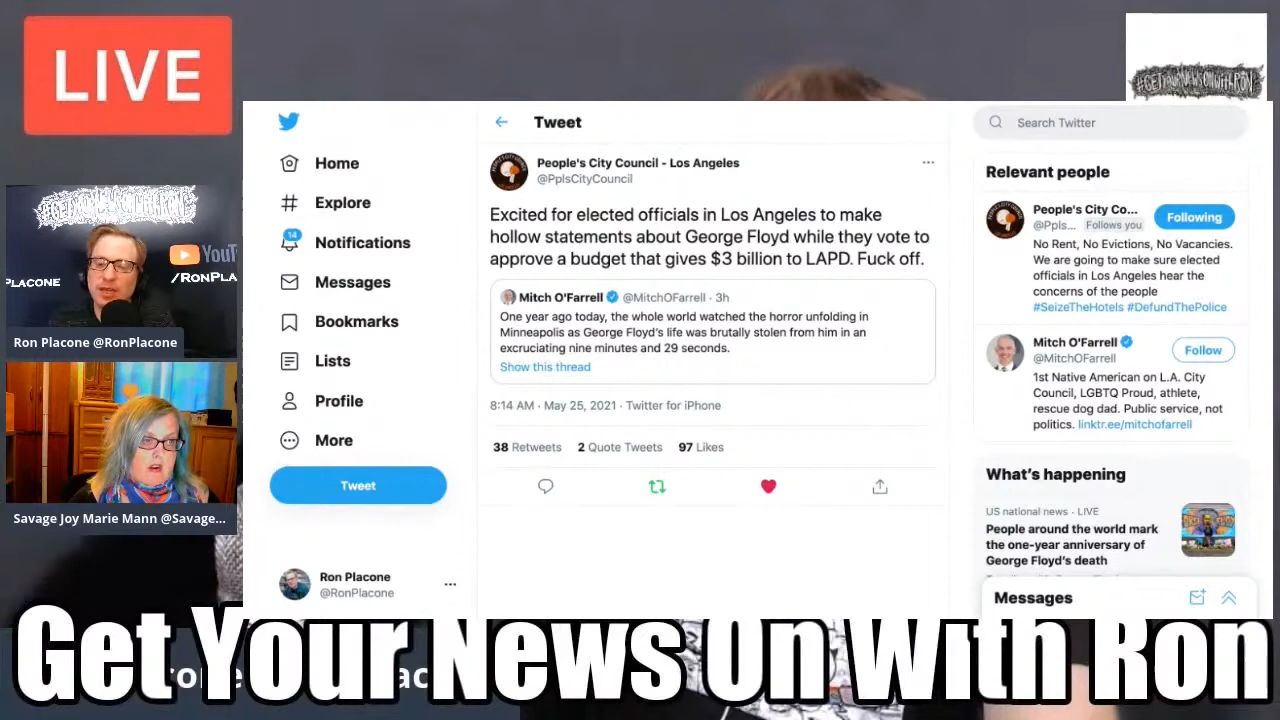 LIVE
#GETYOURNEWSONWITHRON
#GETYOURNEWSONWITHRON
YouT
/RONPLA
PLACONE
Ron Placone @RonPlacone
Savage Joy Marie Mann @Savage...
Home
Explore
14
Notifications
Messages
Bookmarks
Lists
Profile
More
Tweet
Ron Placone
@RonPlacone
Tweet
People's City Council - Los Angeles
@PplsCityCouncil
Excited for elected officials in Los Angeles to make
hollow statements about George Floyd while they vote to
approve a budget that gives $3 billion to LAPD. Fuck off.
Mitch O'Farrell @MitchOFarrell · 3h
One year ago today, the whole world watched the horror unfolding in
Minneapolis as George Floyd's life was brutally stolen from him in an
excruciating nine minutes and 29 seconds.
Show this thread
8:14 AM · May 25, 2021 · Twitter for iPhone
38 Retweets 2 Quote Tweets 97 Likes
Search Twitter
Relevant people
People's City Co...
Following
@Ppls... Follows you
No Rent, No Evictions, No Vacancies.
We are going to make sure elected
officials in Los Angeles hear the
concerns of the people
#SeizeTheHotels #DefundThePolice
Mitch O'Farrell
Follow
@MitchOFarrell
1st Native American on L.A. City
Council, LGBTQ Proud, athlete,
rescue dog dad. Public service, not
politics. linktr.ee/mitchofarrell
What's happening
US national news · LIVE
People around the world mark
the one-year anniversary of
George Floyd's death
Messages
Get Your News On With Ron